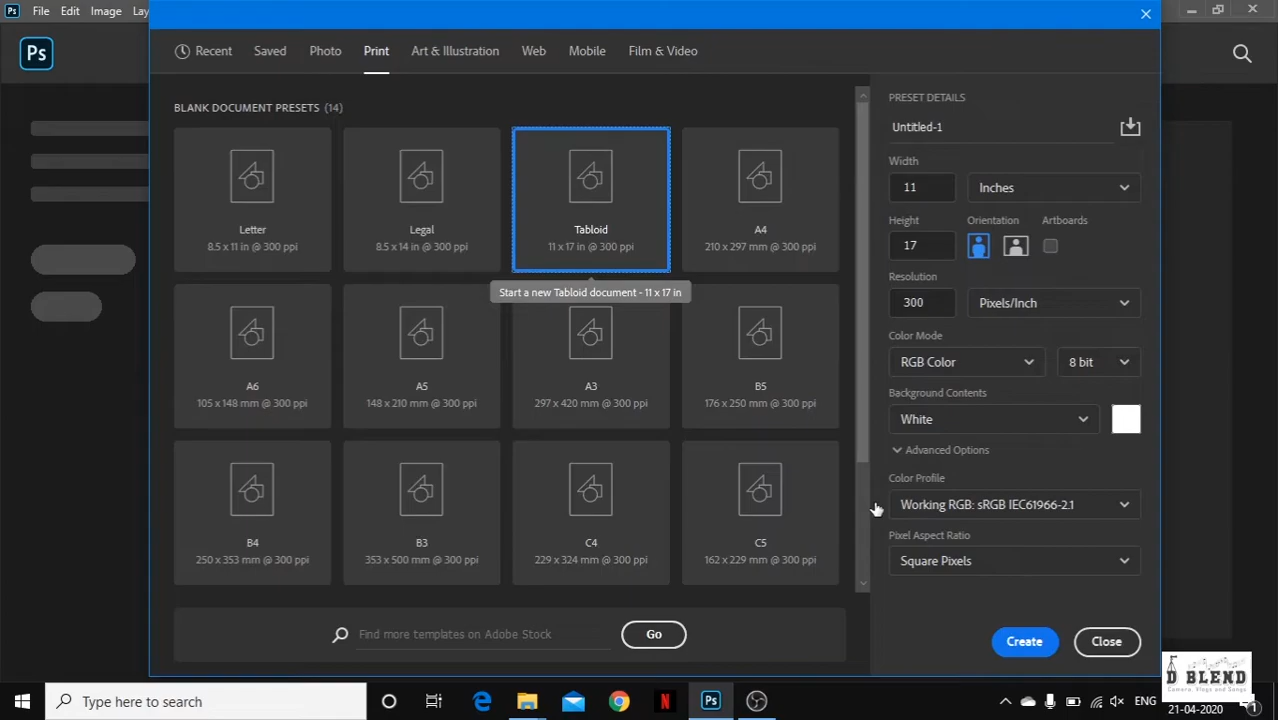 Ps File Edit Image Lay
Ps
Recent Saved Photo Print Art & Illustration Web Mobile Film & Video
BLANK DOCUMENT PRESETS (14)
Letter
8.5 x 11 in @ 300 ppi
Legal
8.5 x 14 in @ 300 ppi
Tabloid
11 x 17 in @ 300 ppi
A4
210 x 297 mm @ 300 ppi
Start a new Tabloid document - 11 x 17 in
A6
105 x 148 mm @ 300 ppi
A5
148 x 210 mm @ 300 ppi
A3
297 x 420 mm @ 300 ppi
B5
176 x 250 mm @ 300 ppi
B4
250 x 353 mm @ 300 ppi
B3
353 x 500 mm @ 300 ppi
C4
229 x 324 mm @ 300 ppi
C5
162 x 229 mm @ 300 ppi
Find more templates on Adobe Stock
Go
PRESET DETAILS
Untitled-1
Width
11 Inches
Height Orientation Artboards
17
Resolution
300 Pixels/Inch
Color Mode
RGB Color 8 bit
Background Contents
White
Advanced Options
Color Profile
Working RGB: sRGB IEC61966-2.1
Pixel Aspect Ratio
Square Pixels
Create Close
D BLEND
Camera, Vlogs and Songs
Type here to search
N
Ps
ENG
21-04-2020
1